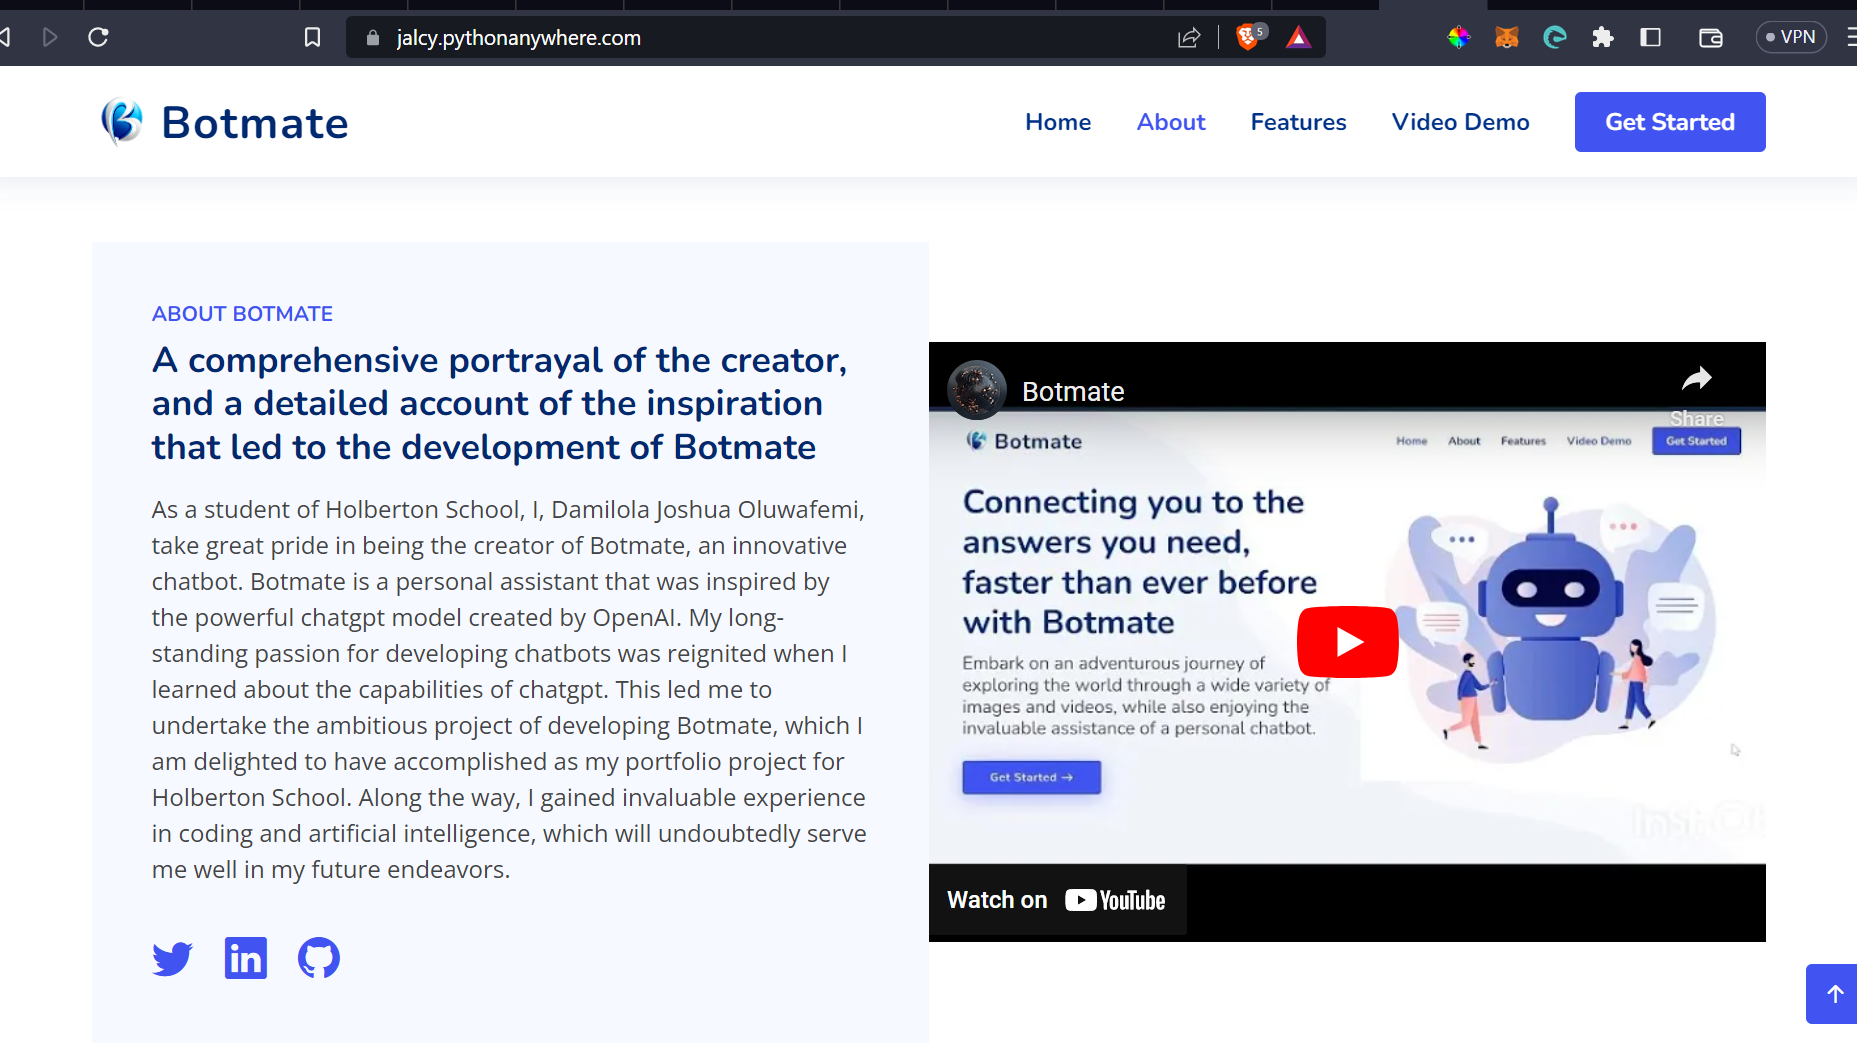 jalcy.pythonanywhere.com
5
VPN
Botmate
Home
About
Features
Video Demo
Get Started
ABOUT BOTMATE
A comprehensive portrayal of the creator,
and a detailed account of the inspiration
that led to the development of Botmate
As a student of Holberton School, I, Damilola Joshua Oluwafemi,
take great pride in being the creator of Botmate, an innovative
chatbot. Botmate is a personal assistant that was inspired by
the powerful chatgpt model created by OpenAI. My long-
standing passion for developing chatbots was reignited when I
learned about the capabilities of chatgpt. This led me to
undertake the ambitious project of developing Botmate, which I
am delighted to have accomplished as my portfolio project for
Holberton School. Along the way, I gained invaluable experience
in coding and artificial intelligence, which will undoubtedly serve
me well in my future endeavors.
in
Botmate
Share
Botmate
Home
About
Features
Video Demo
Get Started
Connecting you to the
answers you need,
faster than ever before
with Botmate
Embark on an adventurous journey of
exploring the world through a wide variety of
images and videos, while also enjoying the
invaluable assistance of a personal chatbot.
Get Started →
Watch on YouTube